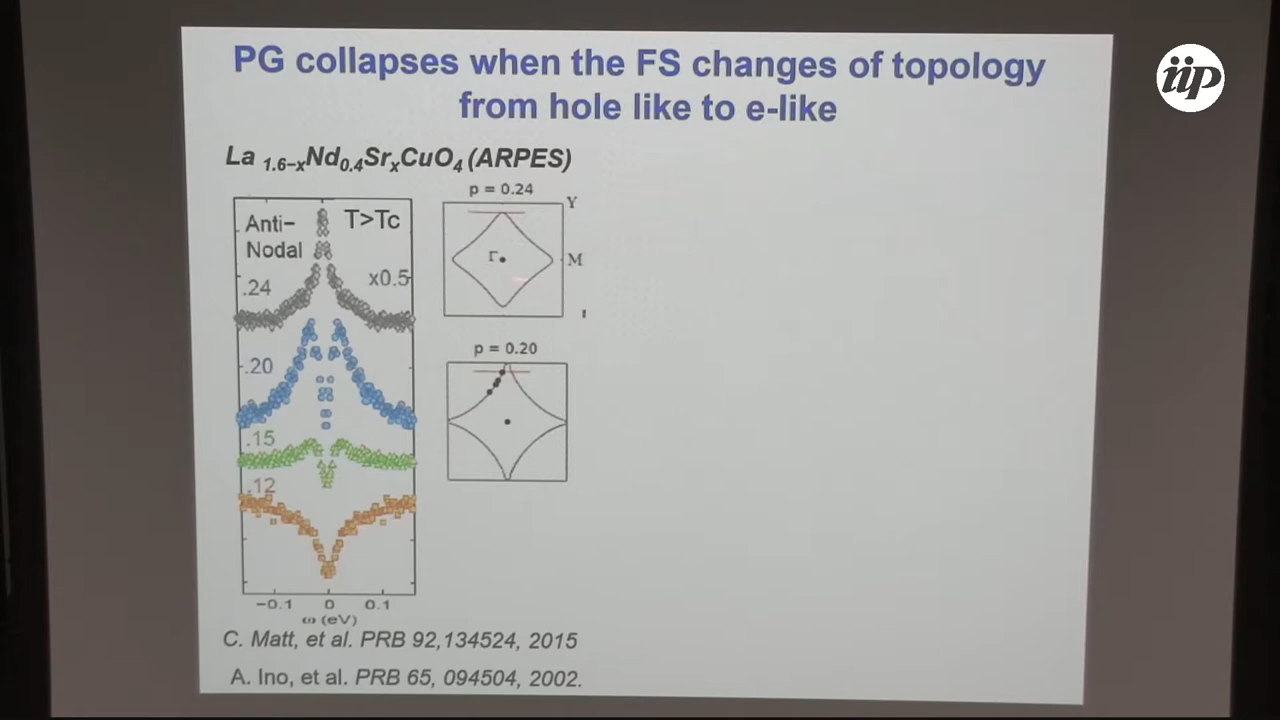 PG collapses when the FS changes of topology
from hole like to e-like
iip
La 1.6-xNd0.4SrxCuO4 (ARPES)
p = 0.24
Y
Anti-
Nodal
T>Tc
Γ
M
.24
x0.5
p = 0.20
.20
.15
.12
-0.1 0 0.1
ω (eV)
C. Matt, et al. PRB 92,134524, 2015
A. Ino, et al. PRB 65, 094504, 2002.